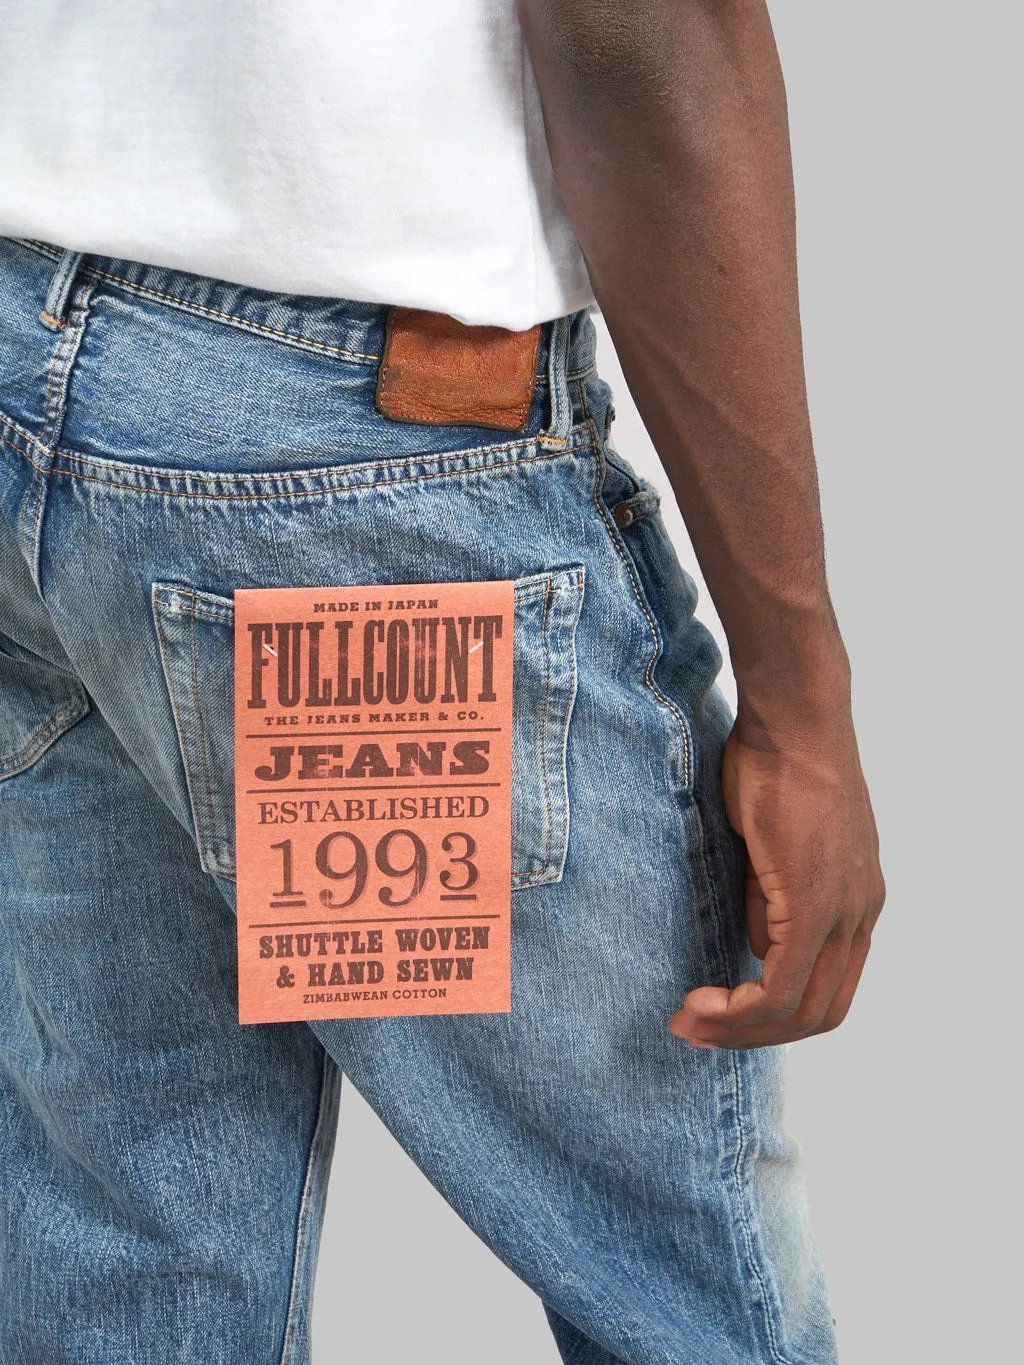 MADE IN JAPAN
FULLCOUNT
THE JEANS MAKER & CO.
JEANS
ESTABLISHED
1993
SHUTTLE WOVEN
& HAND SEWN
ZIMBABWEAN COTTON